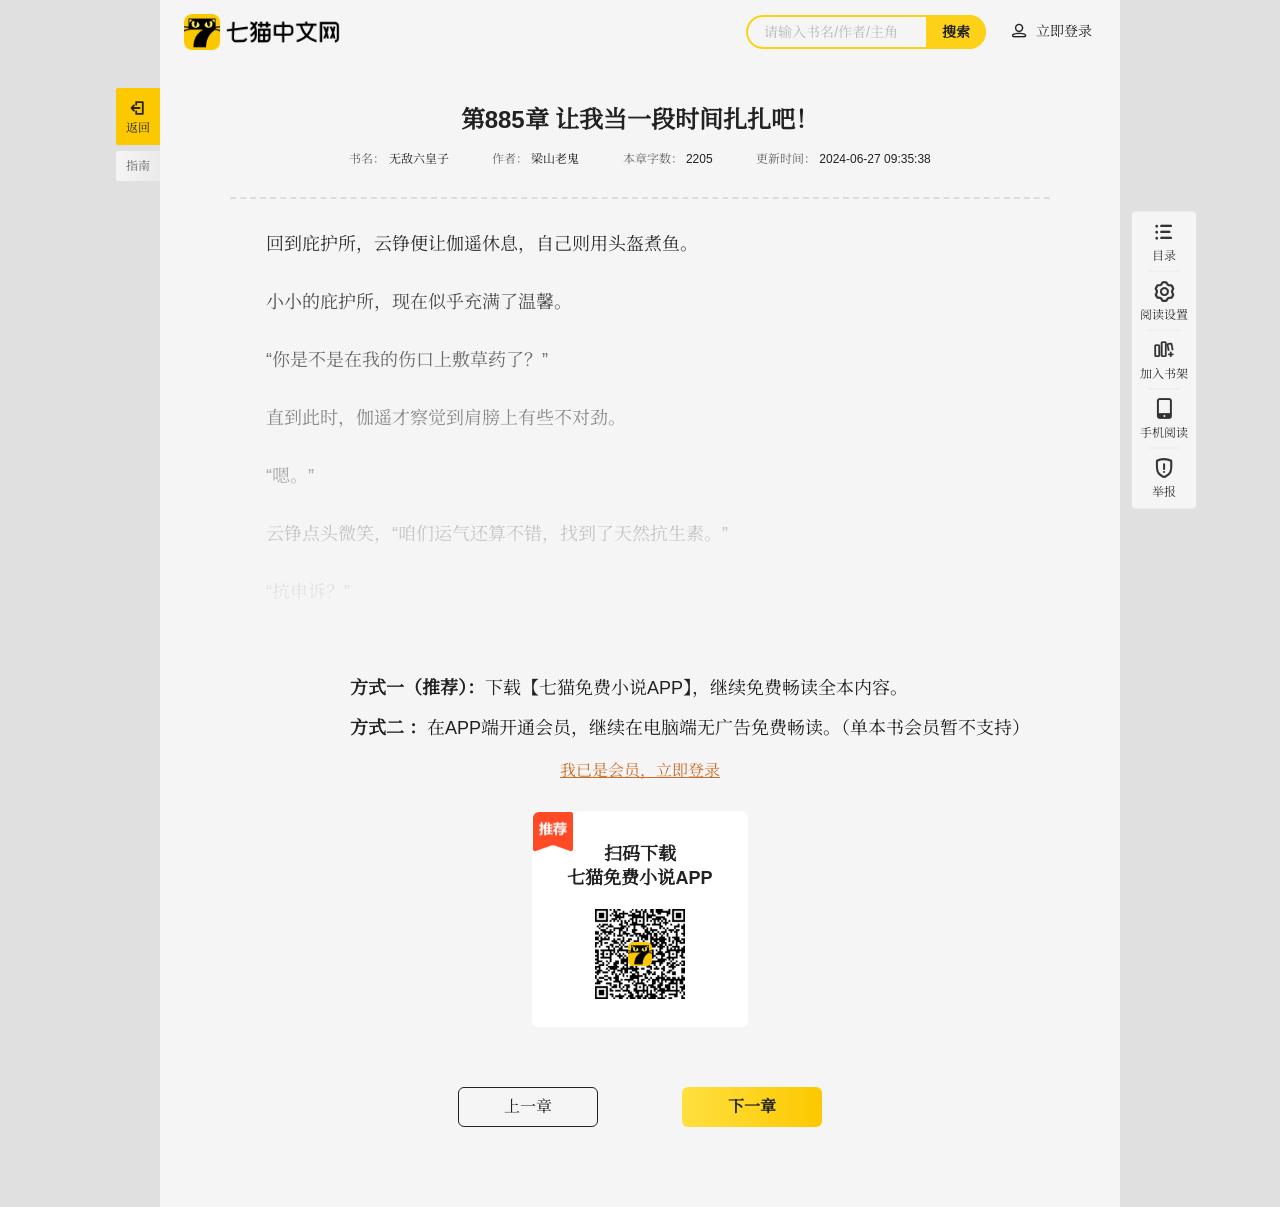 七猫中文网
请输入书名/作者/主角
搜索
立即登录
返回
指南
第885章 让我当一段时间扎扎吧！
书名： 无敌六皇子 作者： 梁山老鬼 本章字数： 2205 更新时间： 2024-06-27 09:35:38
回到庇护所，云铮便让伽遥休息，自己则用头盔煮鱼。
小小的庇护所，现在似乎充满了温馨。
“你是不是在我的伤口上敷草药了？”
直到此时，伽遥才察觉到肩膀上有些不对劲。
“嗯。”
云铮点头微笑，“咱们运气还算不错，找到了天然抗生素。”
“抗申诉？”
目录
阅读设置
加入书架
手机阅读
举报
方式一（推荐）：下载【七猫免费小说APP】，继续免费畅读全本内容。
方式二 ：在APP端开通会员，继续在电脑端无广告免费畅读。（单本书会员暂不支持）
我已是会员，立即登录
推荐
扫码下载
七猫免费小说APP
上一章
下一章